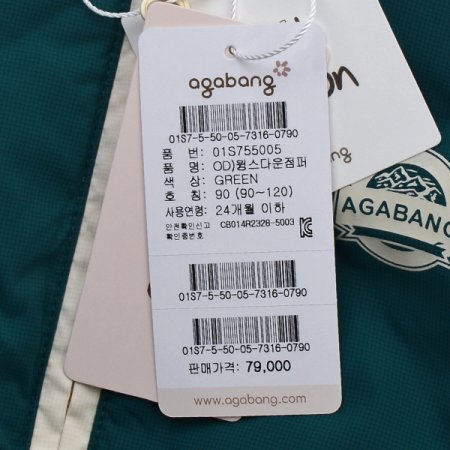 agabang
01S7-5-50-05-7316-0790
품 번: 01S755005
품 명: OD)윙스다운점퍼
색 상: GREEN
호 칭: 90 (90~120)
사용연령: 24개월 이하
안전확인신고
확인증번호 CB014R2328-5003
01S7-5-50-05-7316-0790
01S7-5-50-05-7316-0790
판매가격: 79,000
www.agabang.com
on
agabang
AGABANG